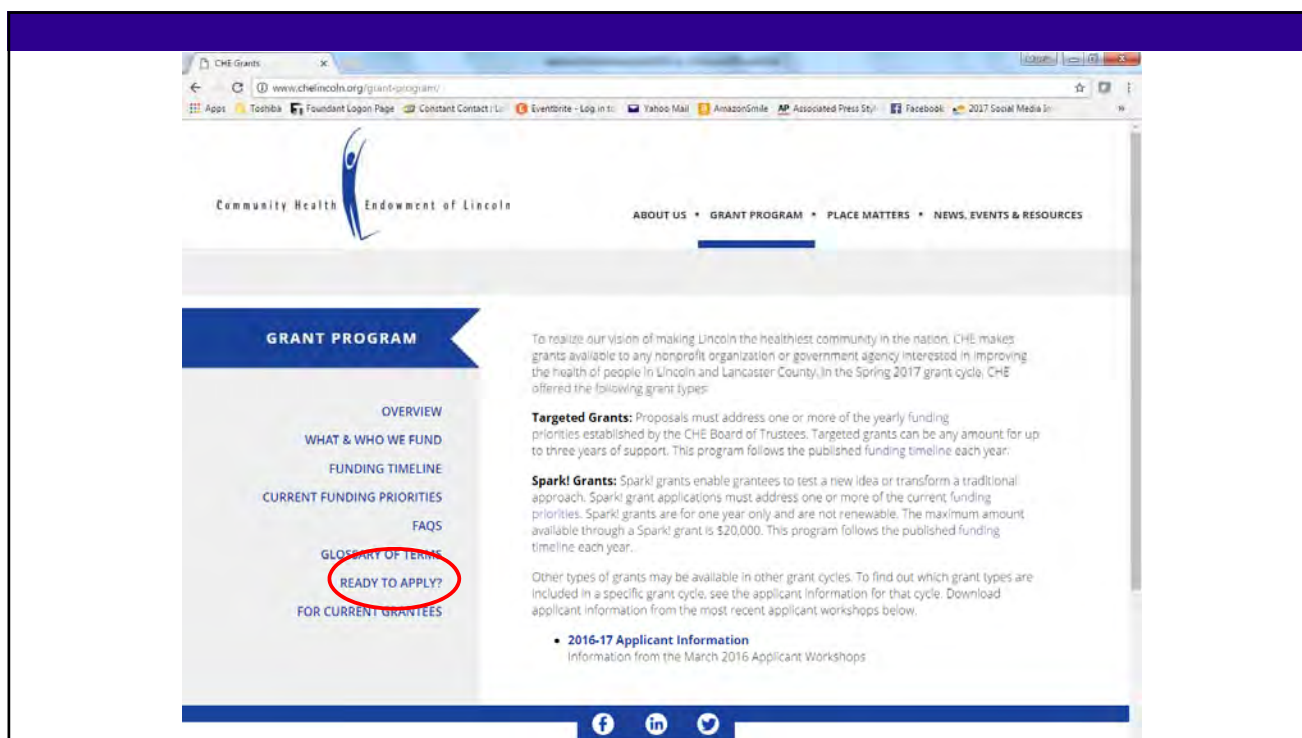 CHE Grants
www.chelincoln.org/grant-program/
Apps Toshiba Foundant Logon Page Constant Contact : Eventbrite - Log in to Yahoo Mail AmazonSmile AP Associated Press Sty Facebook 2017 Social Media
Community Health Endowment of Lincoln
ABOUT US • GRANT PROGRAM • PLACE MATTERS • NEWS, EVENTS & RESOURCES
GRANT PROGRAM
OVERVIEW
WHAT & WHO WE FUND
FUNDING TIMELINE
CURRENT FUNDING PRIORITIES
FAQS
GLOSSARY OF TERMS
READY TO APPLY?
FOR CURRENT GRANTEES
To realize our vision of making Lincoln the healthiest community in the nation, CHE makes
grants available to any nonprofit organization or government agency interested in improving
the health of people in Lincoln and Lancaster County. In the Spring 2017 grant cycle, CHE
offered the following grant types:
Targeted Grants: Proposals must address one or more of the yearly funding
priorities established by the CHE Board of Trustees. Targeted grants can be any amount for up
to three years of support. This program follows the published funding timeline each year.
Spark! Grants: Spark! grants enable grantees to test a new idea or transform a traditional
approach. Spark! grant applications must address one or more of the current funding
priorities. Spark! grants are for one year only and are not renewable. The maximum amount
available through a Spark! grant is $20,000. This program follows the published funding
timeline each year.
Other types of grants may be available in other grant cycles. To find out which grant types are
included in a specific grant cycle, see the applicant information for that cycle. Download
applicant information from the most recent applicant workshops below.
• 2016-17 Applicant Information
Information from the March 2016 Applicant Workshops